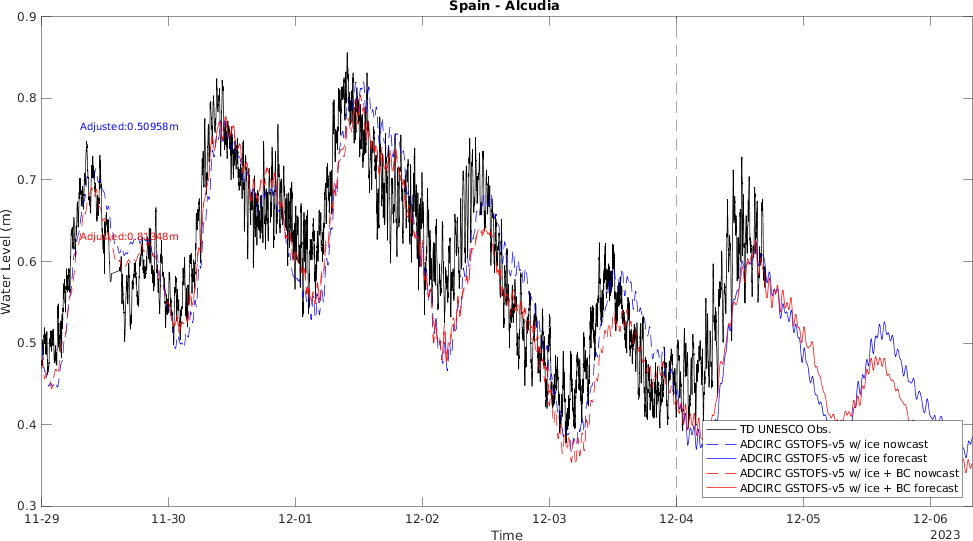 Spain - Alcudia
0.9
0.8
0.7
0.6
0.5
0.4
0.3
Water Level (m)
Adjusted:0.50958m
Adjusted:0.81348m
TD UNESCO Obs.
ADCIRC GSTOFS-v5 w/ ice nowcast
ADCIRC GSTOFS-v5 w/ ice forecast
ADCIRC GSTOFS-v5 w/ ice + BC nowcast
ADCIRC GSTOFS-v5 w/ ice + BC forecast
11-29 11-30 12-01 12-02 12-03 12-04 12-05 12-06
Time
2023